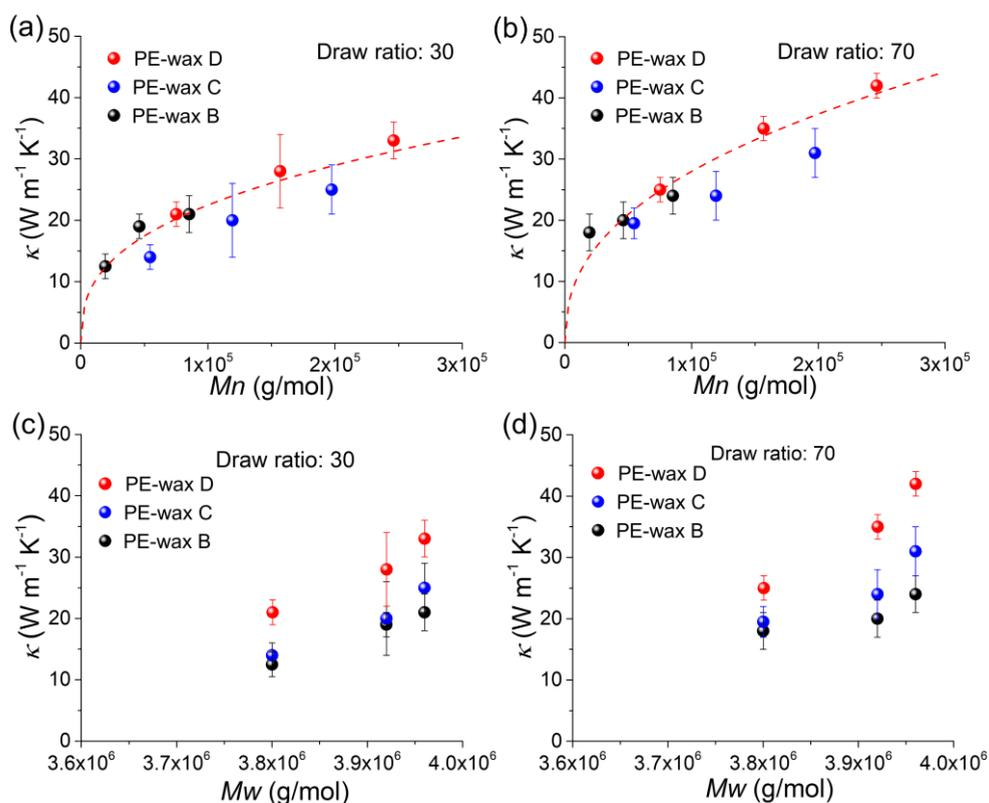 (a)
50
40
30
20
10
0
κ (W m⁻¹ K⁻¹)
PE-wax D
PE-wax C
PE-wax B
Draw ratio: 30
0
1x10⁵
2x10⁵
3x10⁵
Mn (g/mol)
(b)
50
40
30
20
10
0
κ (W m⁻¹ K⁻¹)
PE-wax D
PE-wax C
PE-wax B
Draw ratio: 70
0
1x10⁵
2x10⁵
3x10⁵
Mn (g/mol)
(c)
50
40
30
20
10
0
κ (W m⁻¹ K⁻¹)
Draw ratio: 30
PE-wax D
PE-wax C
PE-wax B
3.6x10⁶
3.7x10⁶
3.8x10⁶
3.9x10⁶
4.0x10⁶
Mw (g/mol)
(d)
50
40
30
20
10
0
κ (W m⁻¹ K⁻¹)
Draw ratio: 70
PE-wax D
PE-wax C
PE-wax B
3.6x10⁶
3.7x10⁶
3.8x10⁶
3.9x10⁶
4.0x10⁶
Mw (g/mol)